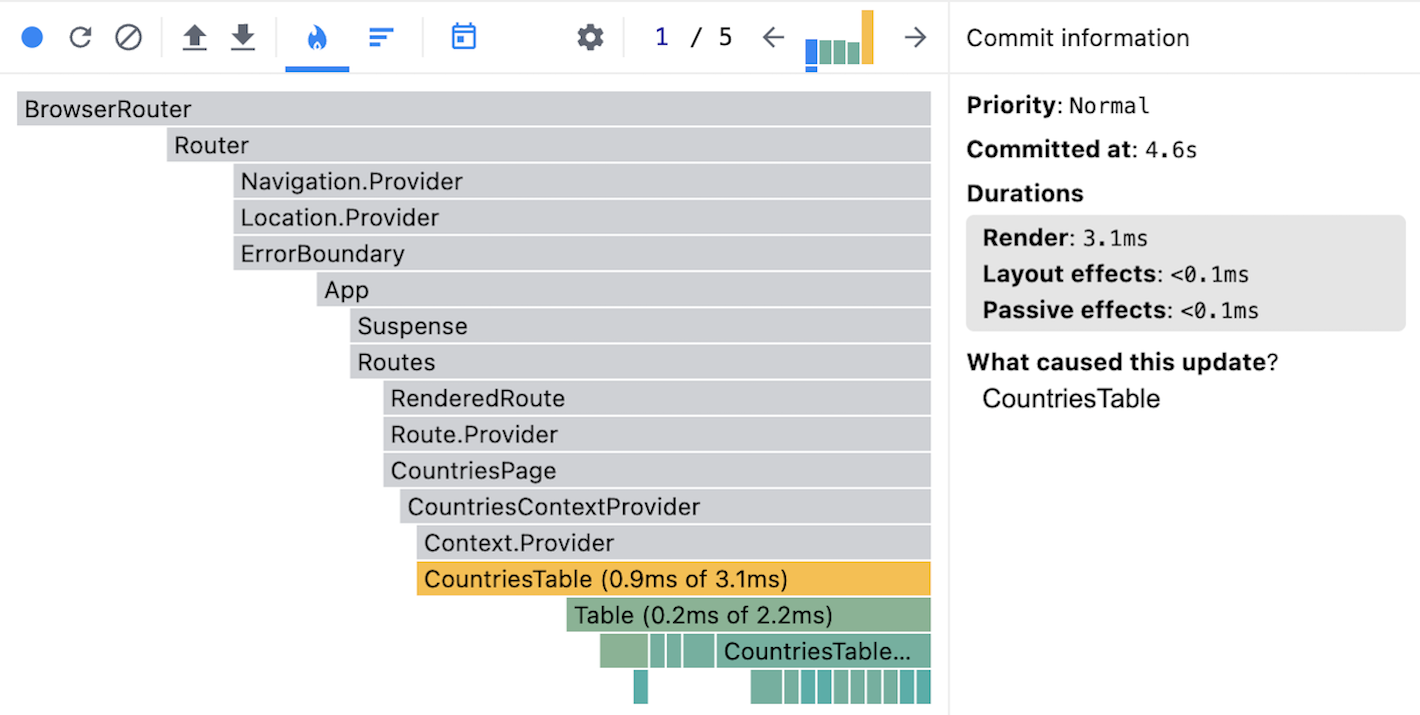 1 / 5
Commit information
BrowserRouter
Router
Navigation.Provider
Location.Provider
ErrorBoundary
App
Suspense
Routes
RenderedRoute
Route.Provider
CountriesPage
CountriesContextProvider
Context.Provider
CountriesTable (0.9ms of 3.1ms)
Table (0.2ms of 2.2ms)
CountriesTable...
Priority: Normal
Committed at: 4.6s
Durations
Render: 3.1ms
Layout effects: <0.1ms
Passive effects: <0.1ms
What caused this update?
CountriesTable